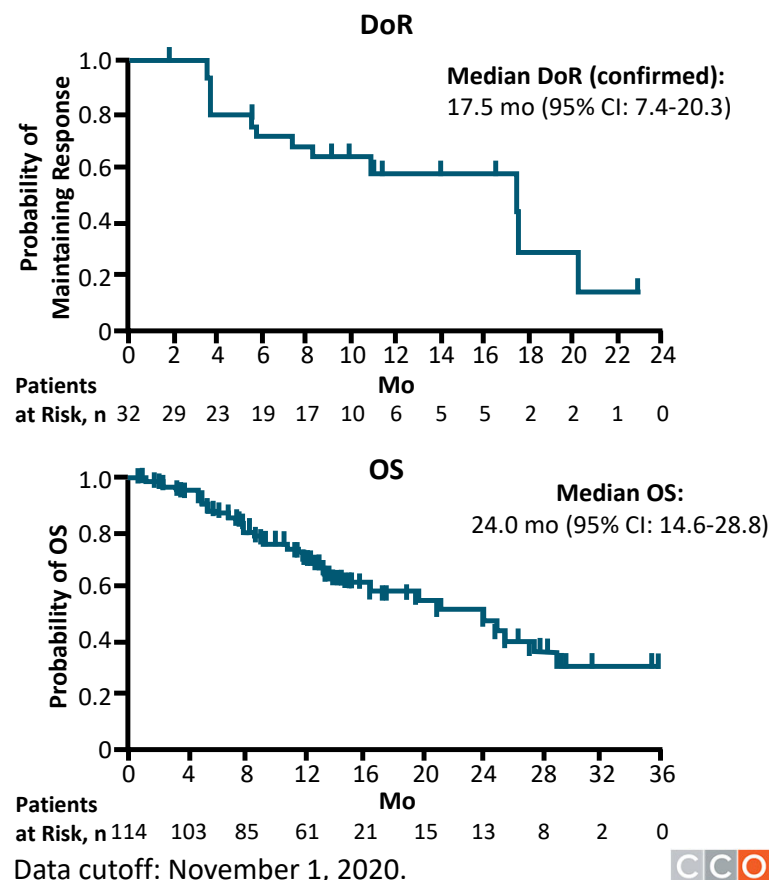 DoR
Median DoR (confirmed):
17.5 mo (95% CI: 7.4-20.3)
Probability of
Maintaining Response
1.0
0.8
0.6
0.4
0.2
0
0 2 4 6 8 10 12 14 16 18 20 22 24
Mo
Patients
at Risk, n 32 29 23 19 17 10 6 5 5 2 2 1 0
OS
Median OS:
24.0 mo (95% CI: 14.6-28.8)
Probability of OS
1.0
0.8
0.6
0.4
0.2
0
0 4 8 12 16 20 24 28 32 36
Mo
Patients
at Risk, n 114 103 85 61 21 15 13 8 2 0
Data cutoff: November 1, 2020.
CCO